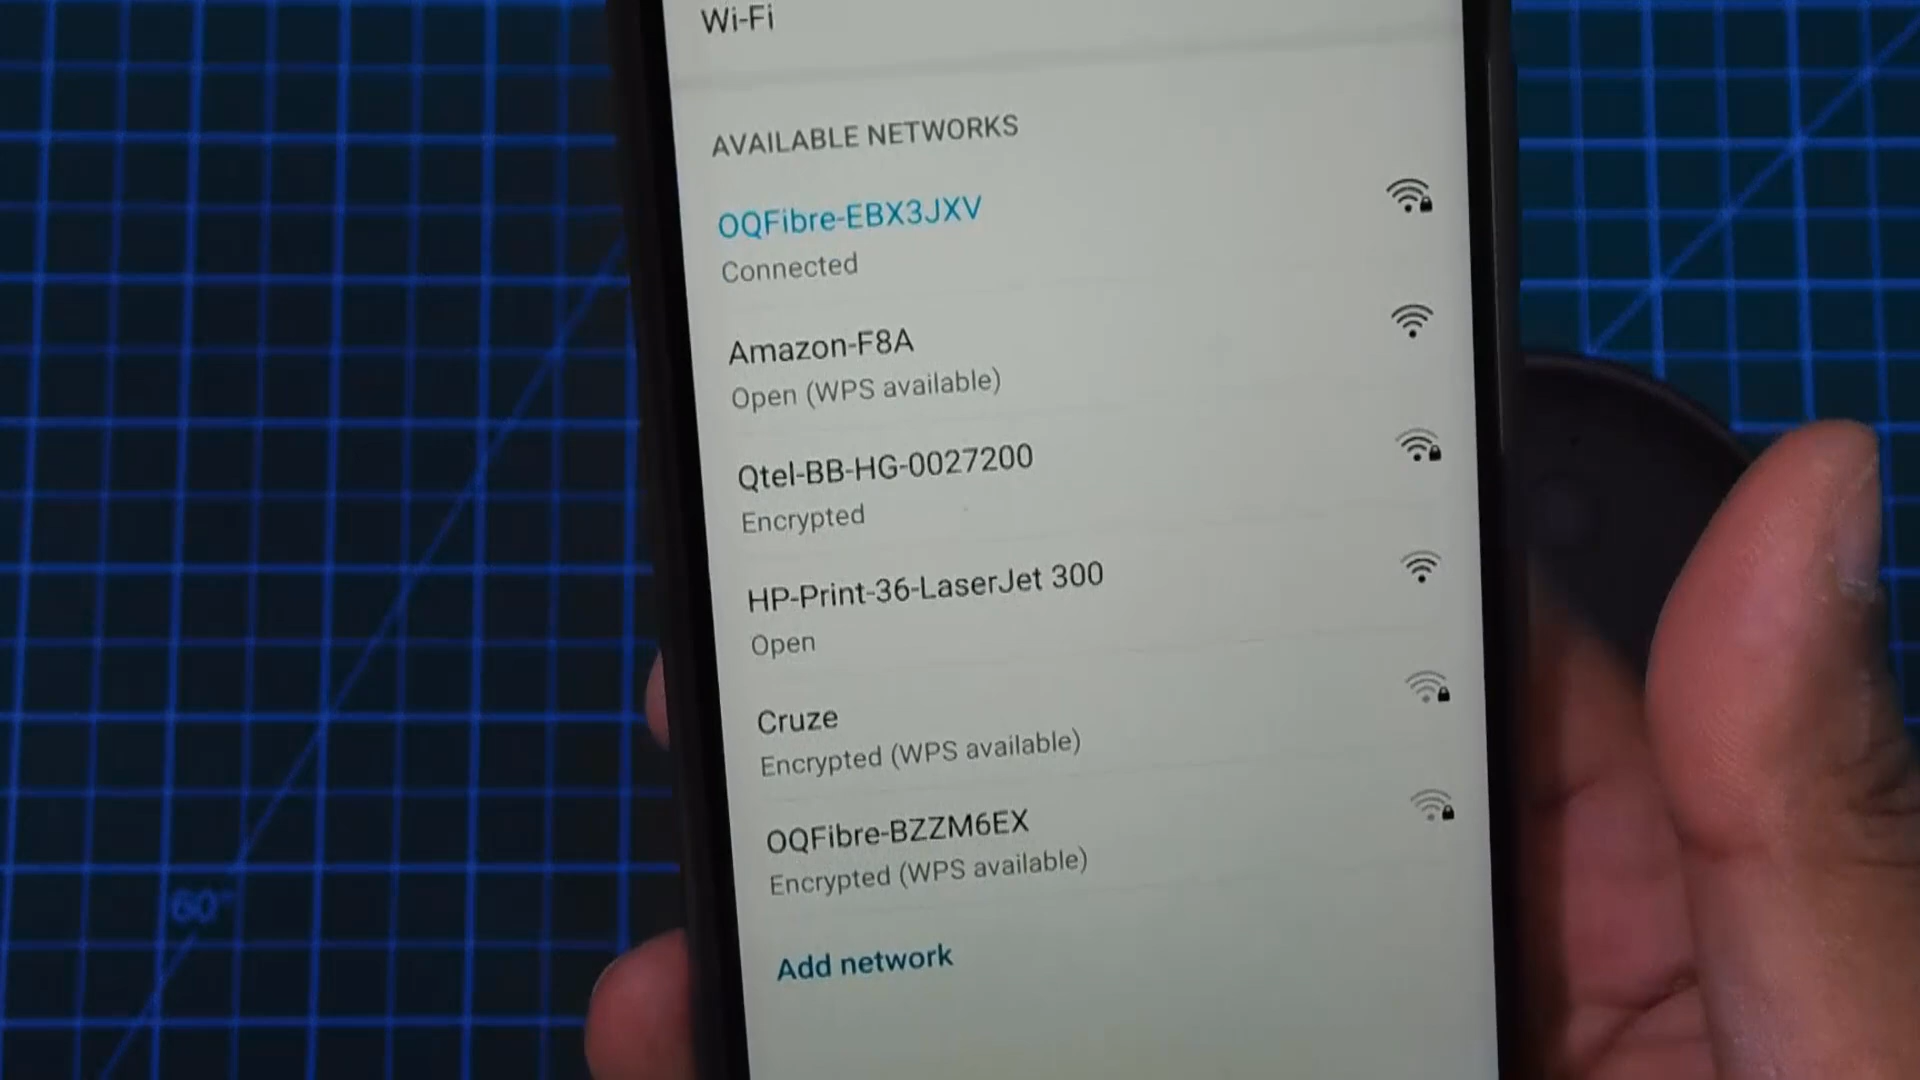 Wi-Fi
AVAILABLE NETWORKS
OQFibre-EBX3JXV
Connected
Amazon-F8A
Open (WPS available)
Qtel-BB-HG-0027200
Encrypted
HP-Print-36-LaserJet 300
Open
Cruze
Encrypted (WPS available)
OQFibre-BZZM6EX
Encrypted (WPS available)
Add network
60°